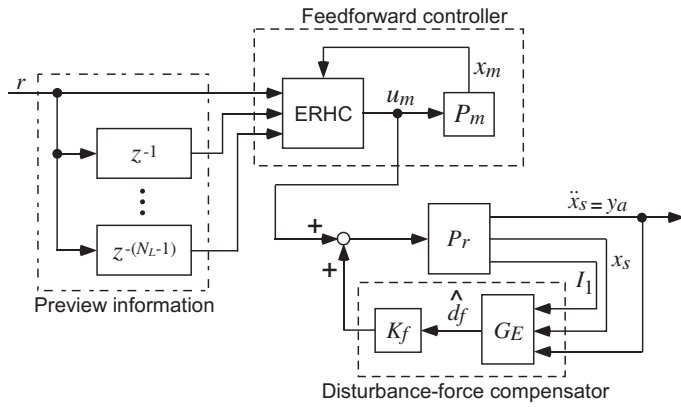 Feedforward controller
r
x_m
u_m
ERHC
P_m
z^{-1}
z^{-(N_L-1)}
Preview information
+
+
P_r
ẍ_s = y_a
x_s
I_1
K_f
\hat{d}_f
G_E
Disturbance-force compensator